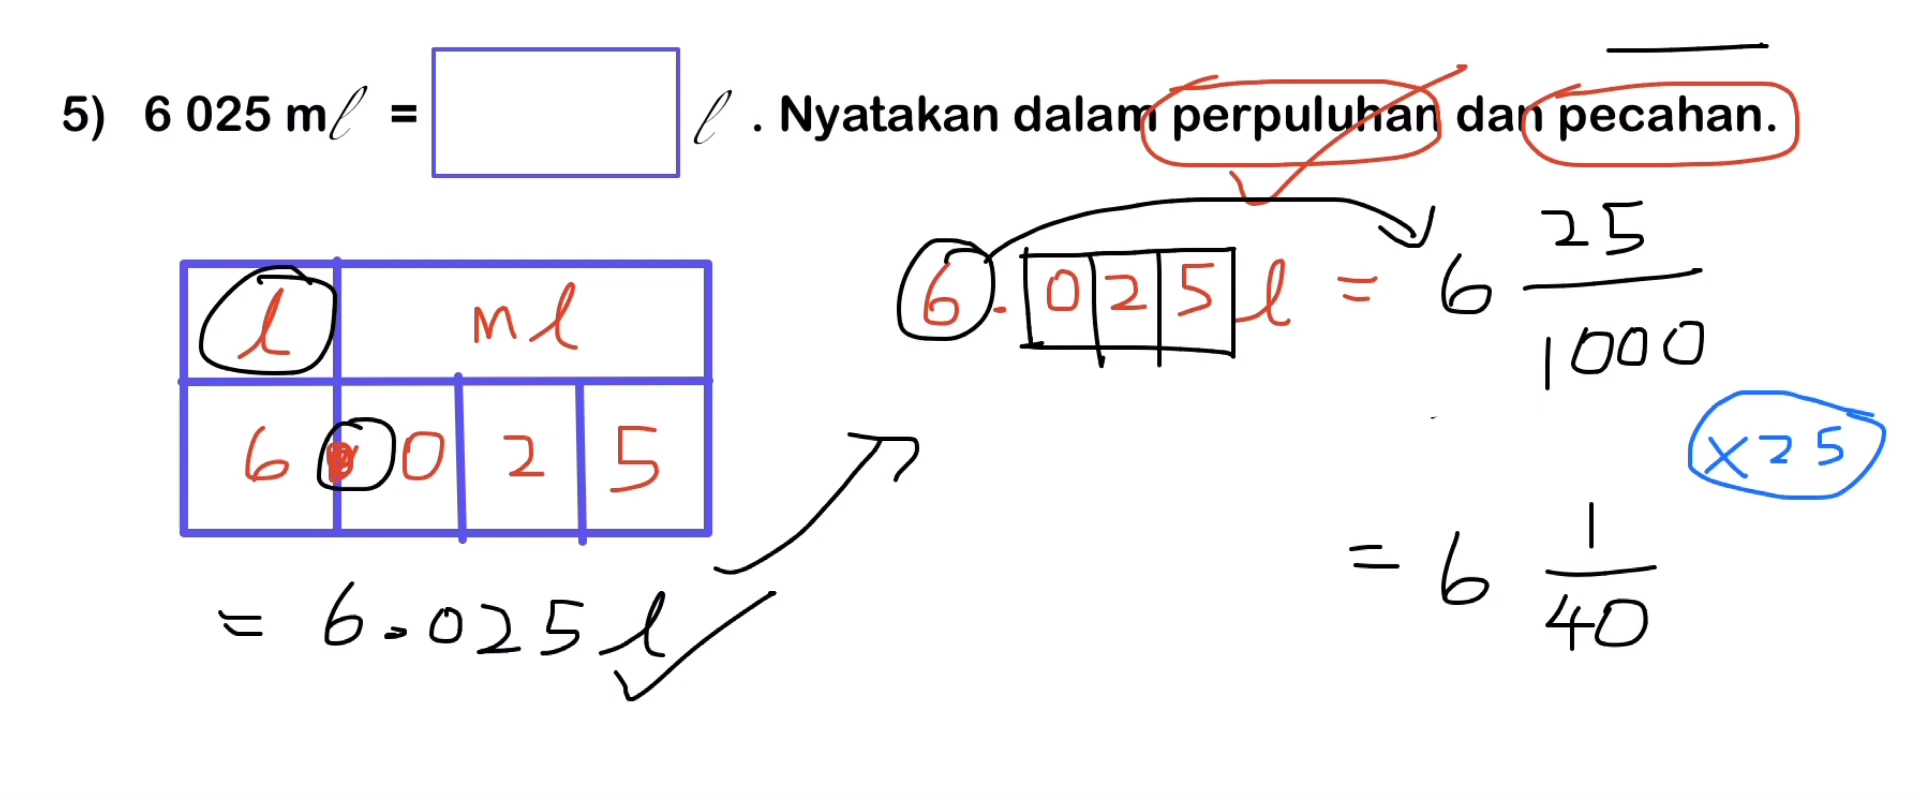 5) 6 025 mℓ = ℓ . Nyatakan dalam perpuluhan dan pecahan.
l ml
6 . 0 2 5
= 6.025 l
6.025 l = 6 25/1000
×25
= 6 1/40